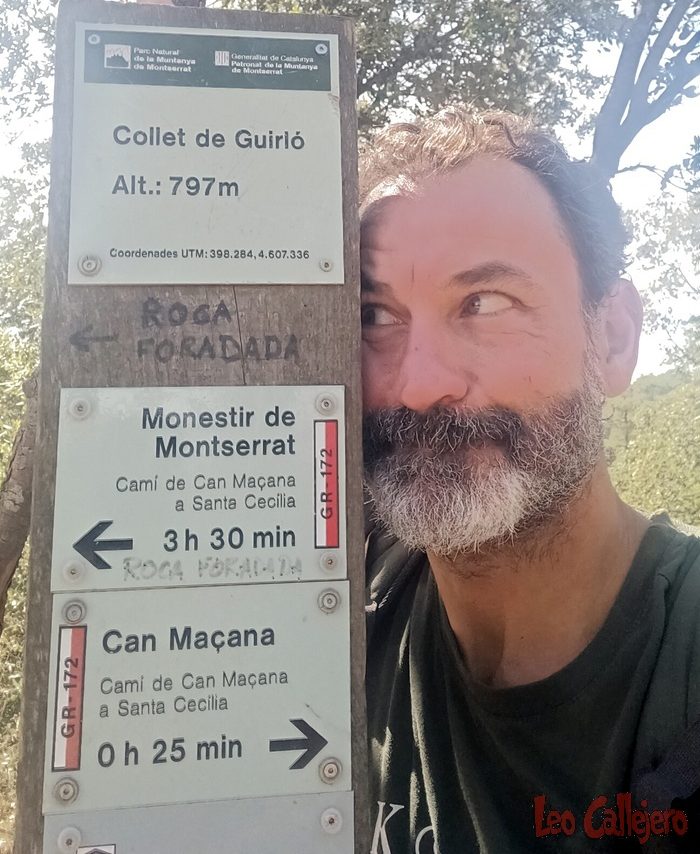 Parc Natural
de la Muntanya
de Montserrat
Generalitat de Catalunya
Patronat de la Muntanya
de Montserrat
Collet de Guirló
Alt.: 797m
Coordenades UTM: 398.284, 4.607.336
ROCA
FORADADA
Monestir de
Montserrat
Camí de Can Maçana
a Santa Cecília
3 h 30 min
GR-172
ROCA FORADADA
Can Maçana
Camí de Can Maçana
a Santa Cecília
0 h 25 min
GR-172
K
Leo Callejero